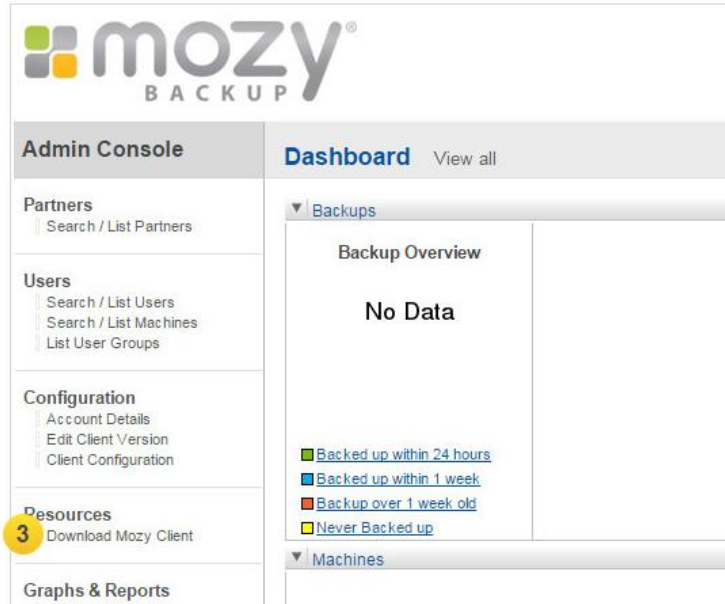 mozy®
BACKUP
Admin Console
Dashboard View all
Partners
Search / List Partners
Users
Search / List Users
Search / List Machines
List User Groups
Configuration
Account Details
Edit Client Version
Client Configuration
Resources
3 Download Mozy Client
Graphs & Reports
Backups
Backup Overview
No Data
Backed up within 24 hours
Backed up within 1 week
Backup over 1 week old
Never Backed up
Machines